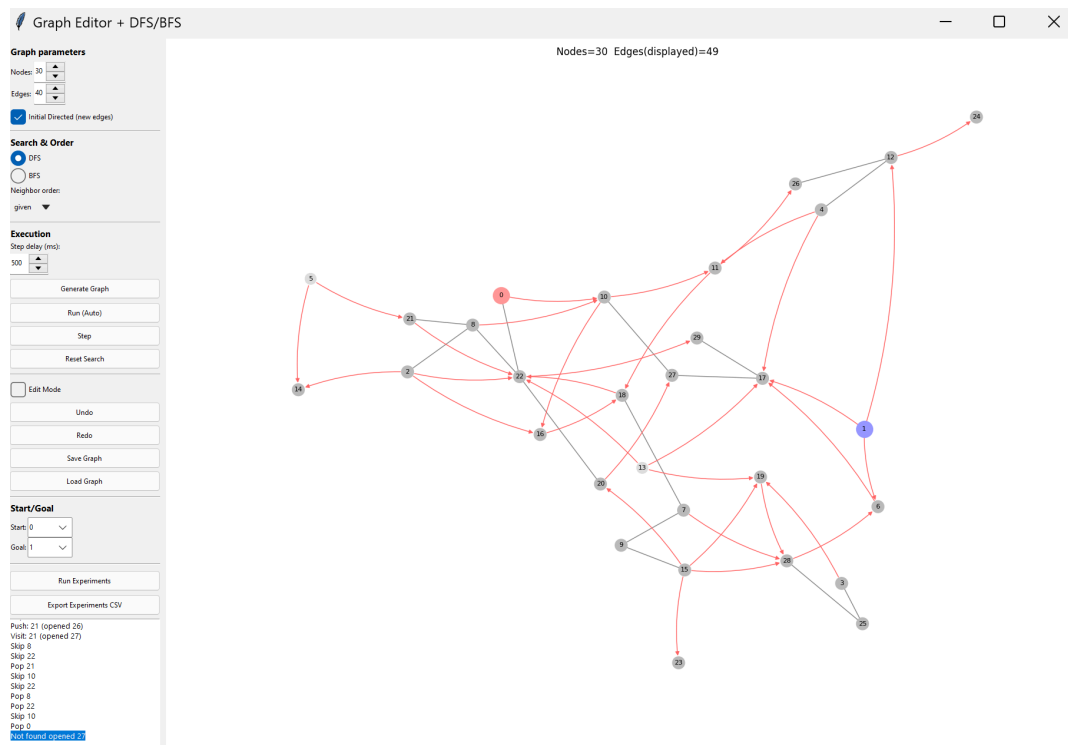 Graph Editor + DFS/BFS
Graph parameters
Nodes: 30
Edges: 40
Initial Directed (new edges)
Search & Order
DFS
BFS
Neighbor order:
given
Execution
Step delay (ms):
500
Generate Graph
Run (Auto)
Step
Reset Search
Edit Mode
Undo
Redo
Save Graph
Load Graph
Start/Goal
Start: 0
Goal: 1
Run Experiments
Export Experiments CSV
Push: 21 (opened 26)
Visit: 21 (opened 27)
Skip 8
Skip 22
Pop 21
Skip 10
Skip 22
Pop 8
Pop 22
Skip 10
Pop 0
Not found opened 27
Nodes=30 Edges(displayed)=49
24
12
26
4
11
5
0
10
21
8
29
2
22
27
17
14
18
1
16
13
19
20
6
7
9
28
15
3
25
23